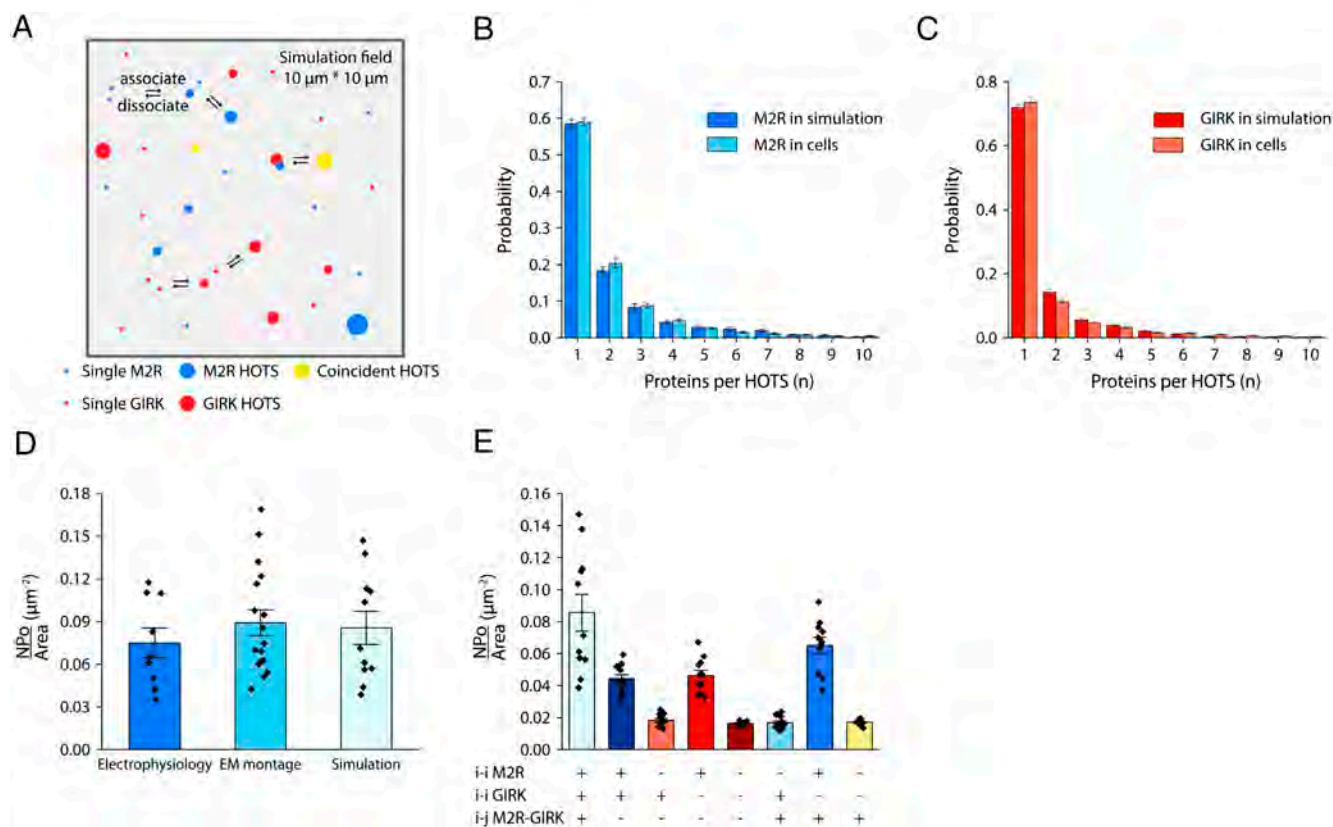 A
Simulation field
10 µm * 10 µm
associate
dissociate
Single M2R
M2R HOTS
Coincident HOTS
Single GIRK
GIRK HOTS
B
0.7
0.6
0.5
0.4
0.3
0.2
0.1
0.0
Probability
M2R in simulation
M2R in cells
1 2 3 4 5 6 7 8 9 10
Proteins per HOTS (n)
C
0.8
0.6
0.4
0.2
0.0
Probability
GIRK in simulation
GIRK in cells
1 2 3 4 5 6 7 8 9 10
Proteins per HOTS (n)
D
0.18
0.15
0.12
0.09
0.06
0.03
0.00
NPo
Area (µm⁻²)
Electrophysiology EM montage Simulation
E
0.16
0.14
0.12
0.10
0.08
0.06
0.04
0.02
0.00
NPo
Area (µm⁻²)
i-i M2R + + - + - - + -
i-i GIRK + + + - - + - -
i-j M2R-GIRK + - - - - + + +